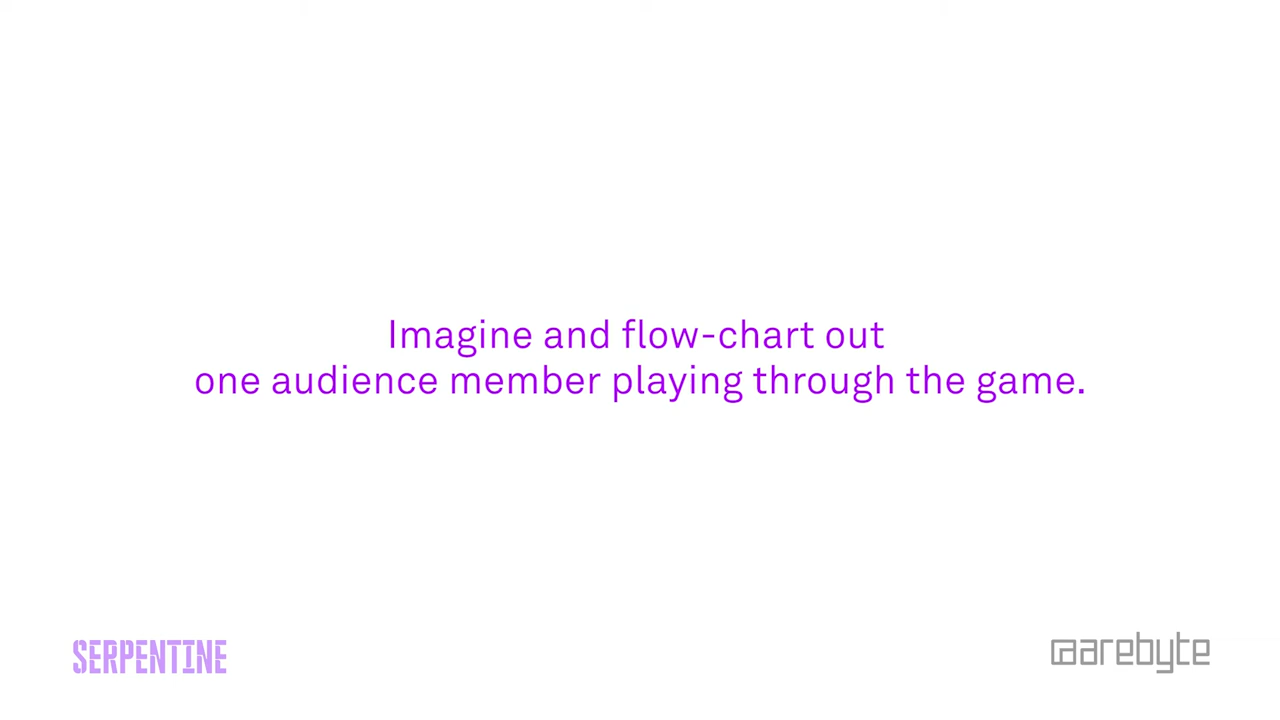 Imagine and flow-chart out
one audience member playing through the game.
SERPENTINE
arebyte